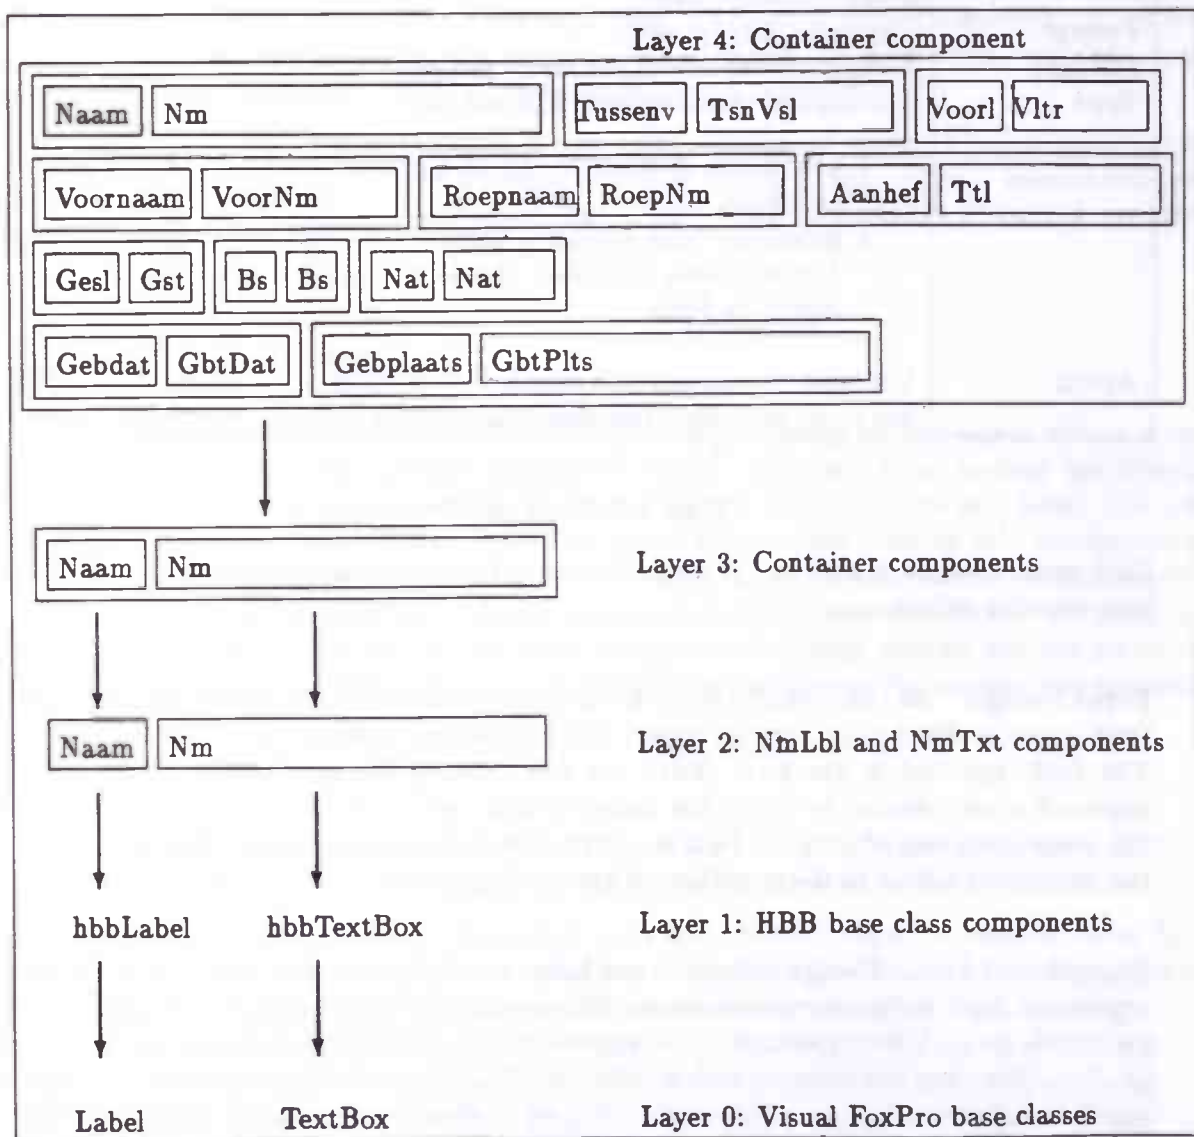 Layer 4: Container component
Naam Nm Tussenv TsnVsl Voorl Vltr
Voornaam VoorNm Roepnaam RoepNm Aanhef Ttl
Gesl Gst Bs Bs Nat Nat
Gebdat GbtDat Gebplaats GbtPlts
Naam Nm Layer 3: Container components
Naam Nm Layer 2: NmLbl and NmTxt components
hbbLabel hbbTextBox Layer 1: HBB base class components
Label TextBox Layer 0: Visual FoxPro base classes